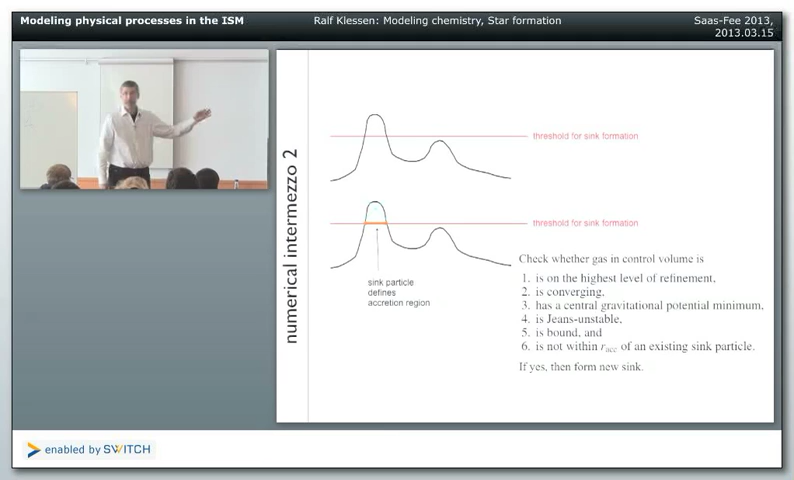 Modeling physical processes in the ISM
Ralf Klessen: Modeling chemistry, Star formation
Saas-Fee 2013,
2013.03.15
numerical intermezzo 2
threshold for sink formation
threshold for sink formation
sink particle
defines
accretion region
Check whether gas in control volume is
1. is on the highest level of refinement,
2. is converging,
3. has a central gravitational potential minimum,
4. is Jeans-unstable,
5. is bound, and
6. is not within racc of an existing sink particle.
If yes, then form new sink.
enabled by SWITCH